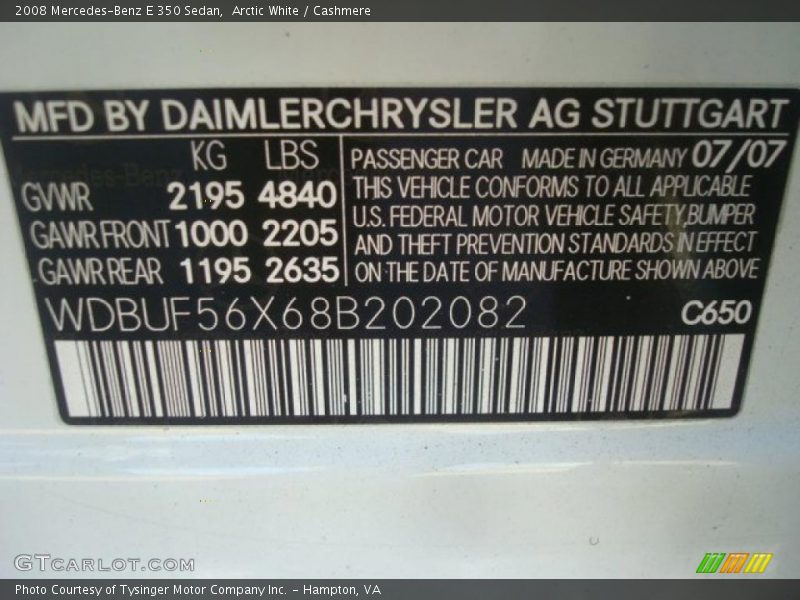 2008 Mercedes-Benz E 350 Sedan,  Arctic White / Cashmere
MFD BY DAIMLERCHRYSLER AG STUTTGART
KG LBS
GVWR 2195 4840
GAWR FRONT 1000 2205
GAWR REAR 1195 2635
PASSENGER CAR MADE IN GERMANY 07/07
THIS VEHICLE CONFORMS TO ALL APPLICABLE
U.S. FEDERAL MOTOR VEHICLE SAFETY,BUMPER
AND THEFT PREVENTION STANDARDS IN EFFECT
ON THE DATE OF MANUFACTURE SHOWN ABOVE
WDBUF56X68B202082 C650
GTCARLOT.COM
Photo Courtesy of Tysinger Motor Company Inc. - Hampton, VA